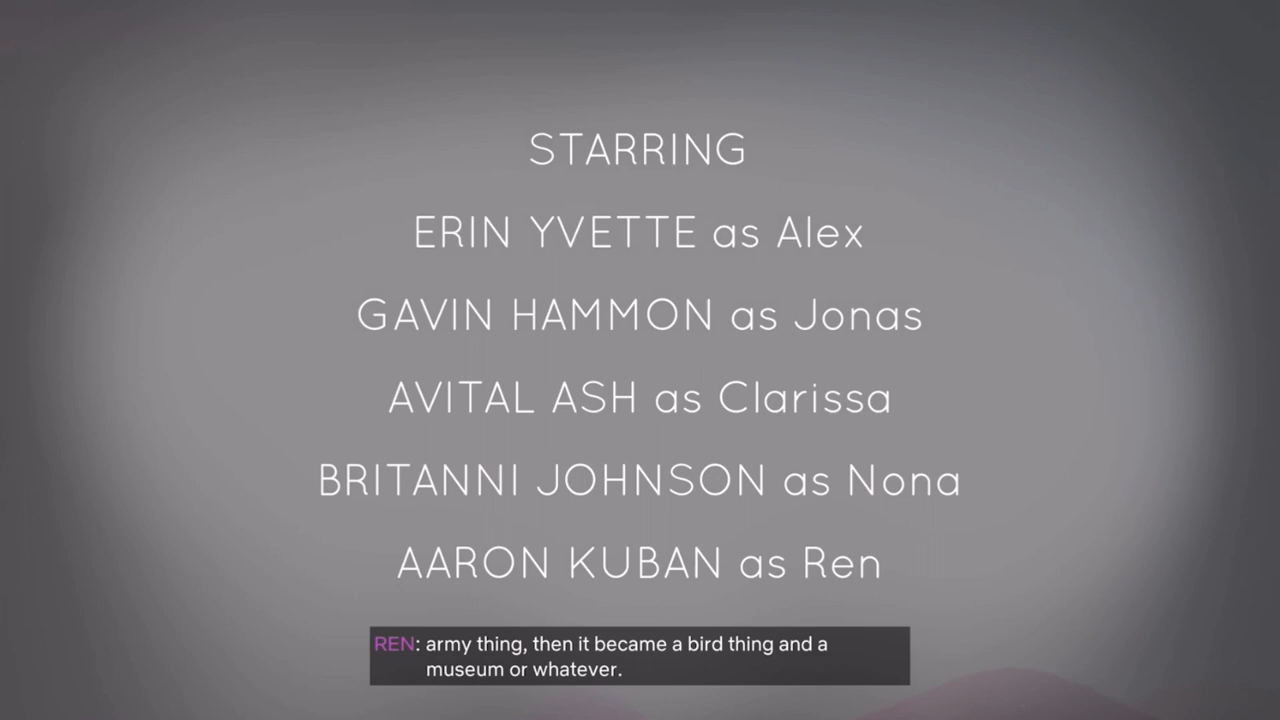 STARRING
ERIN YVETTE as Alex
GAVIN HAMMON as Jonas
AVITAL ASH as Clarissa
BRITANNI JOHNSON as Nona
AARON KUBAN as Ren
REN: army thing, then it became a bird thing and a
museum or whatever.